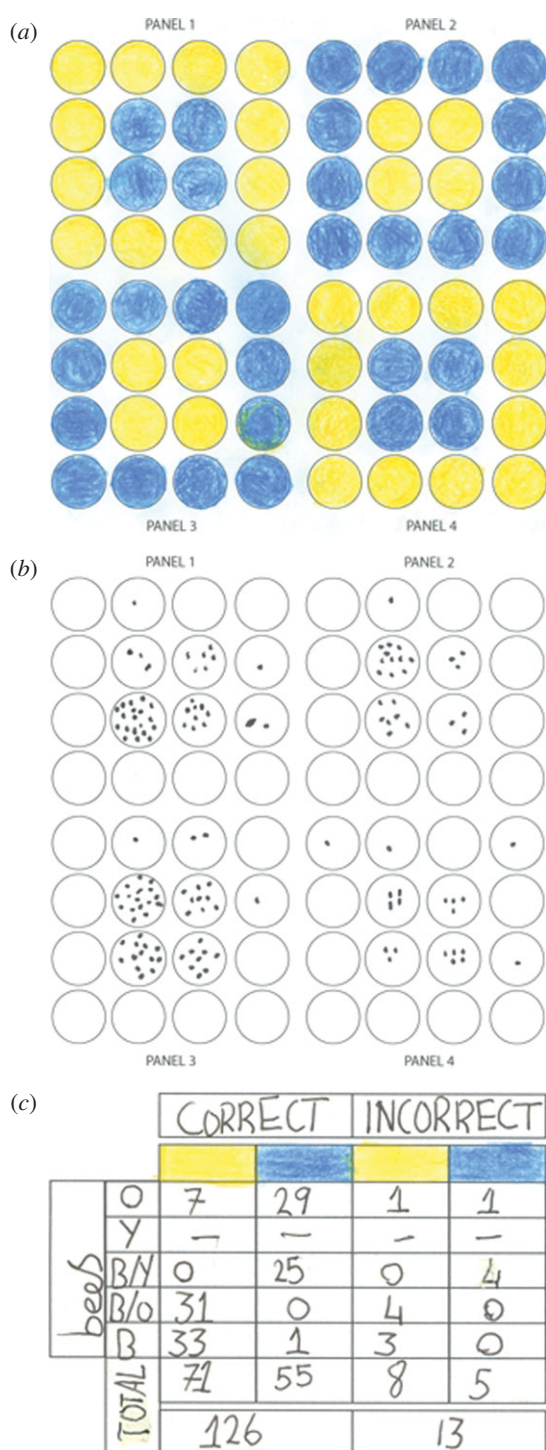 (a)
PANEL 1 PANEL 2
PANEL 3 PANEL 4
(b)
PANEL 1 PANEL 2
PANEL 3 PANEL 4
(c)
CORRECT INCORRECT
bees
O 7 29 1 1
Y — — — —
B/Y 0 25 0 4
B/O 31 0 4 0
B 33 1 3 0
TOTAL 71 55 8 5
126 13